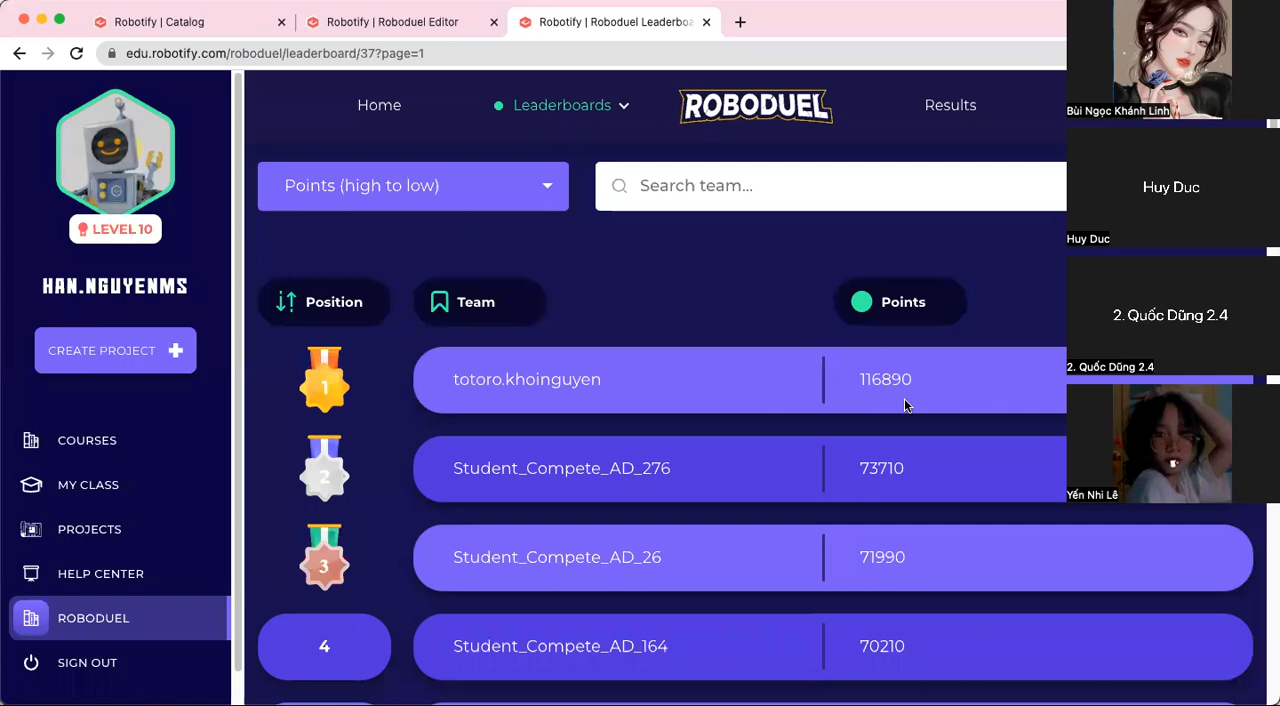 Robotify | Catalog
Robotify | Roboduel Editor
Robotify | Roboduel Leaderboa
edu.robotify.com/roboduel/leaderboard/37?page=1
Home
Leaderboards
ROBODUEL
Results
LEVEL 10
HAN.NGUYENMS
CREATE PROJECT
COURSES
MY CLASS
PROJECTS
HELP CENTER
ROBODUEL
SIGN OUT
Points (high to low)
Search team...
Position
Team
Points
1
totoro.khoinguyen
116890
2
Student_Compete_AD_276
73710
3
Student_Compete_AD_26
71990
4
Student_Compete_AD_164
70210
Bùi Ngọc Khánh Linh
Huy Duc
Huy Duc
2. Quốc Dũng 2.4
2. Quốc Dũng 2.4
Yến Nhi Lê